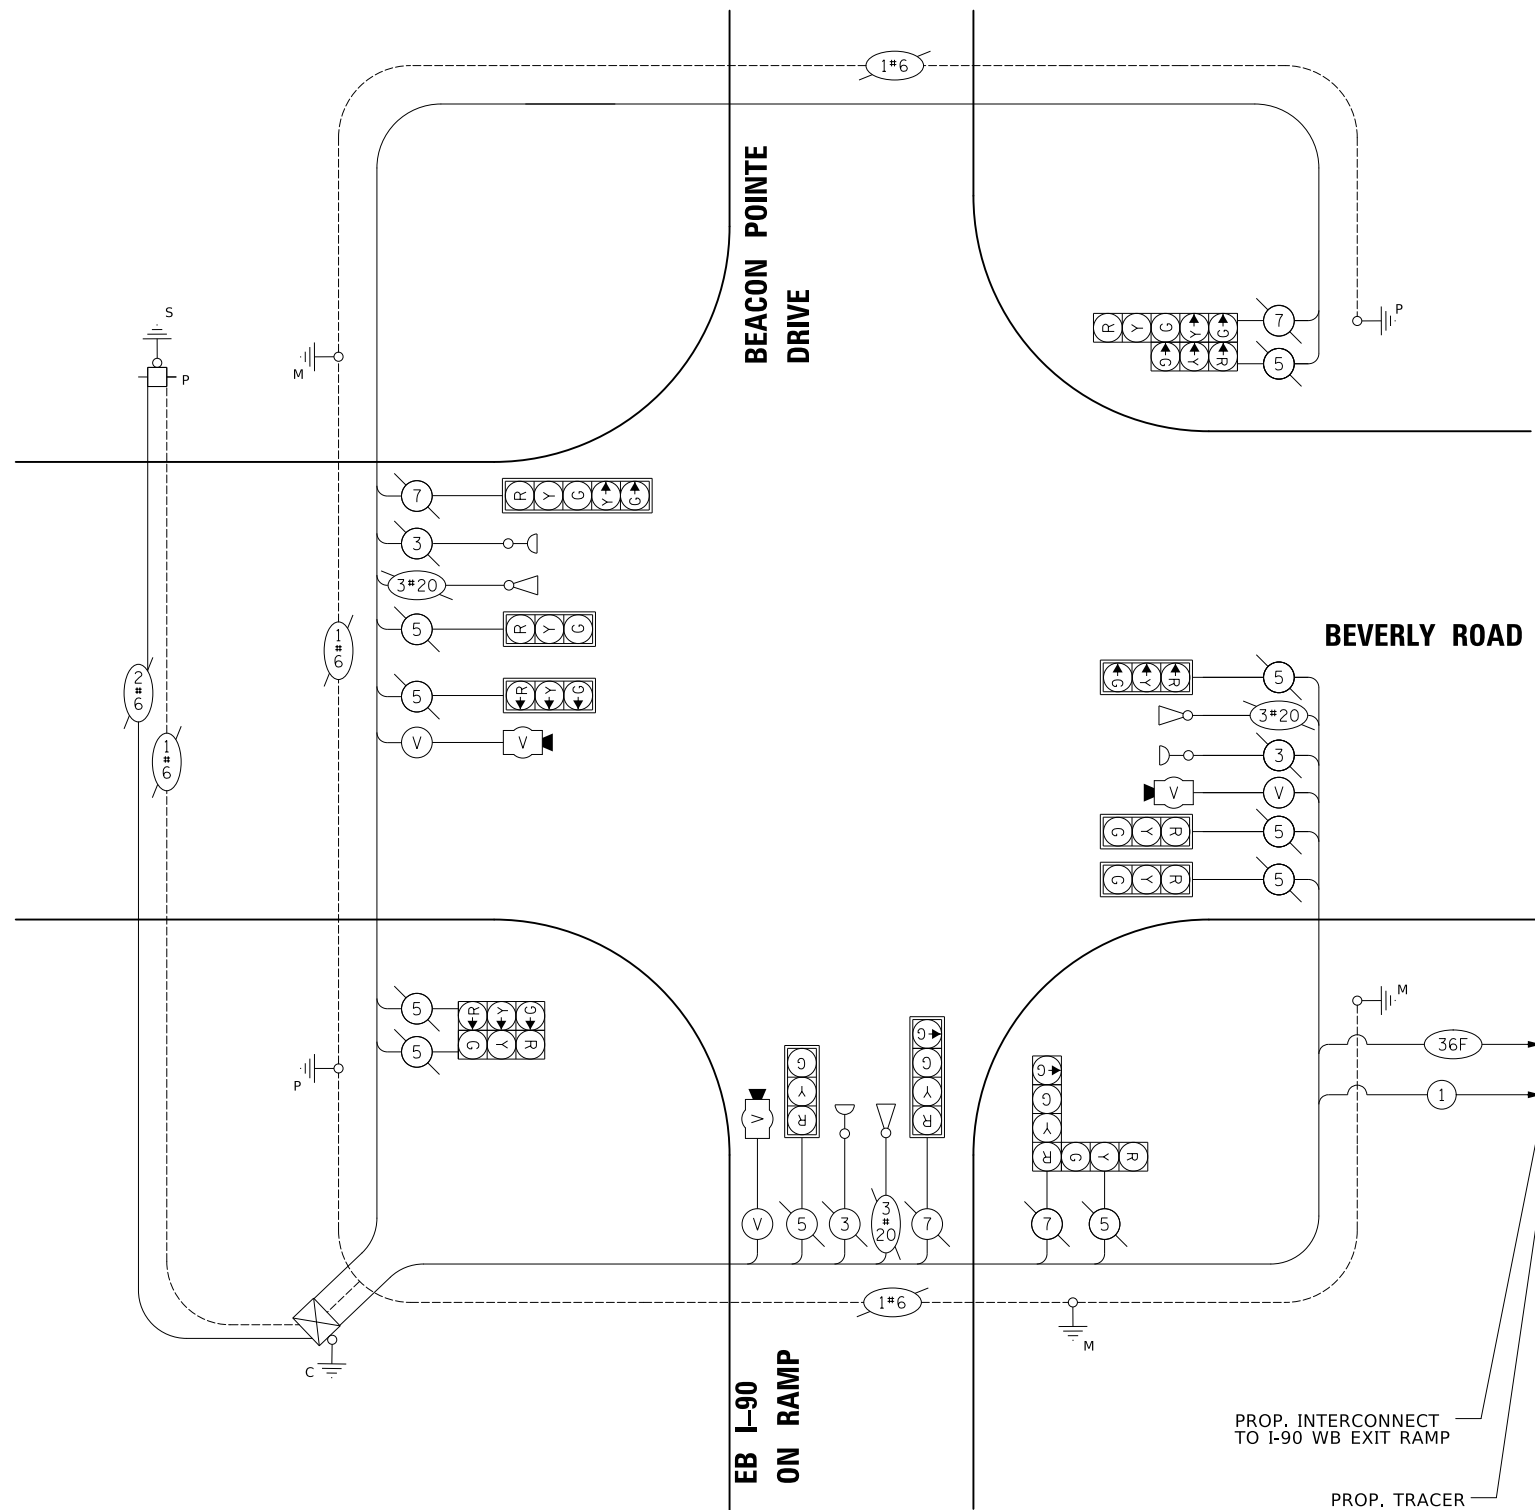 1#6
BEACON POINTE
DRIVE
S
P
M
R Y G Y G
7
P
G Y R
5
7
R Y G Y G
3
3#20
5
R Y G
1
#
6
2
#
6
1
#
6
5
R Y G
V
V
BEVERLY ROAD
G Y R
5
3#20
3
V
V
G Y R
5
G Y R
5
5
R Y G
5
G Y R
P
M
36F
1
V
G
Y
R
G
G
Y
R
G
G
Y
R G Y R
V
5
3
3
#
20
7
7
5
1#6
M
C
EB I-90
ON RAMP
PROP. INTERCONNECT
TO I-90 WB EXIT RAMP
PROP. TRACER